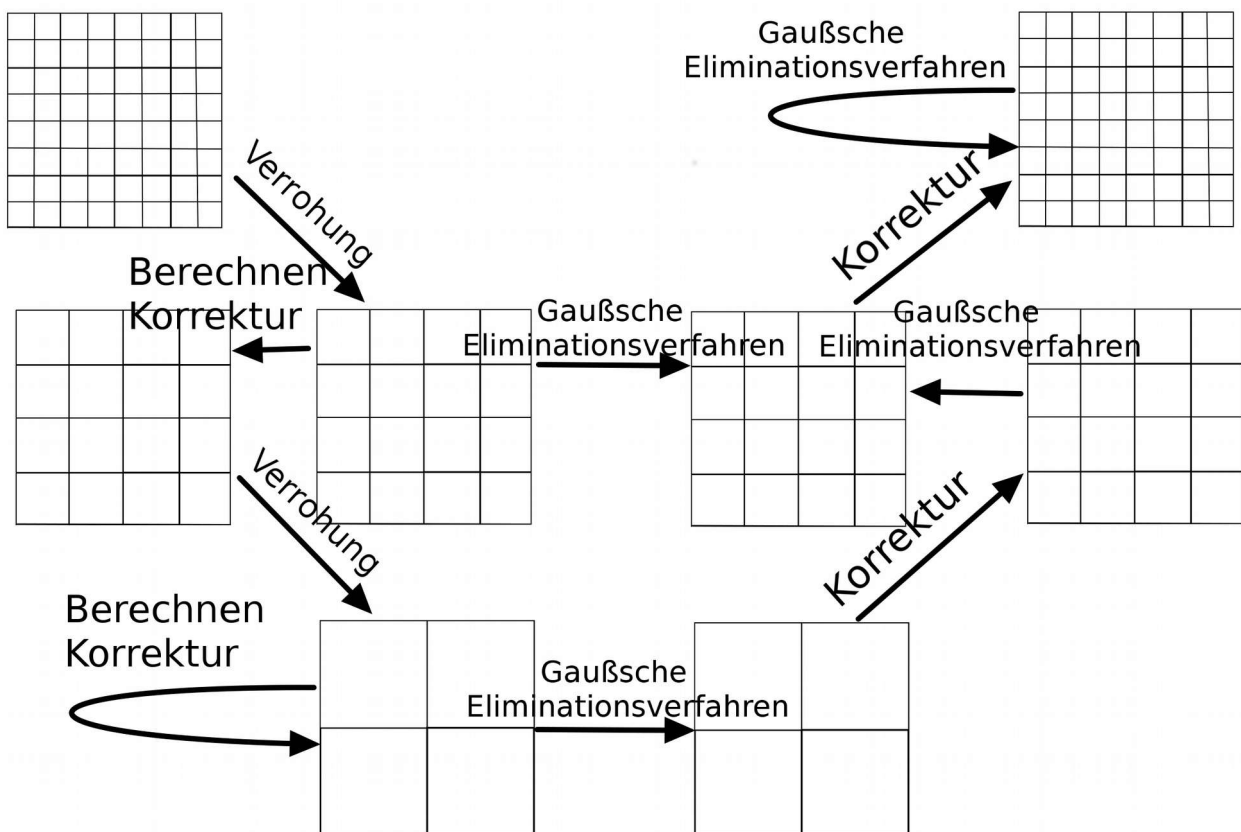 Gaußsche
Eliminationsverfahren
Verrohung
Korrektur
Berechnen
Korrektur
Gaußsche
Eliminationsverfahren
Gaußsche
Eliminationsverfahren
Verrohung
Korrektur
Berechnen
Korrektur
Gaußsche
Eliminationsverfahren